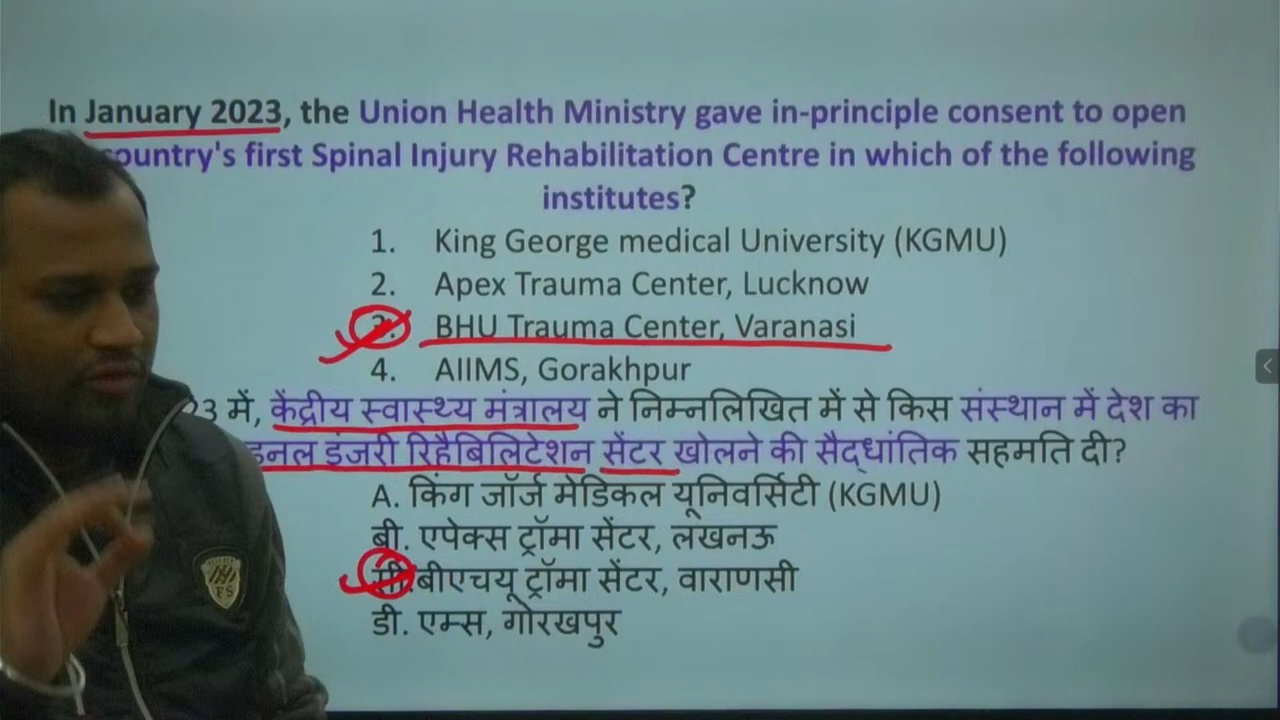 In January 2023, the Union Health Ministry gave in-principle consent to open
country's first Spinal Injury Rehabilitation Centre in which of the following
institutes?
1. King George medical University (KGMU)
2. Apex Trauma Center, Lucknow
3. BHU Trauma Center, Varanasi
4. AIIMS, Gorakhpur
23 में, केंद्रीय स्वास्थ्य मंत्रालय ने निम्नलिखित में से किस संस्थान में देश का
इनल इंजरी रिहैबिलिटेशन सेंटर खोलने की सैद्धांतिक सहमति दी?
A. किंग जॉर्ज मेडिकल यूनिवर्सिटी (KGMU)
बी. एपेक्स ट्रॉमा सेंटर, लखनऊ
सी. बीएचयू ट्रॉमा सेंटर, वाराणसी
डी. एम्स, गोरखपुर
FS